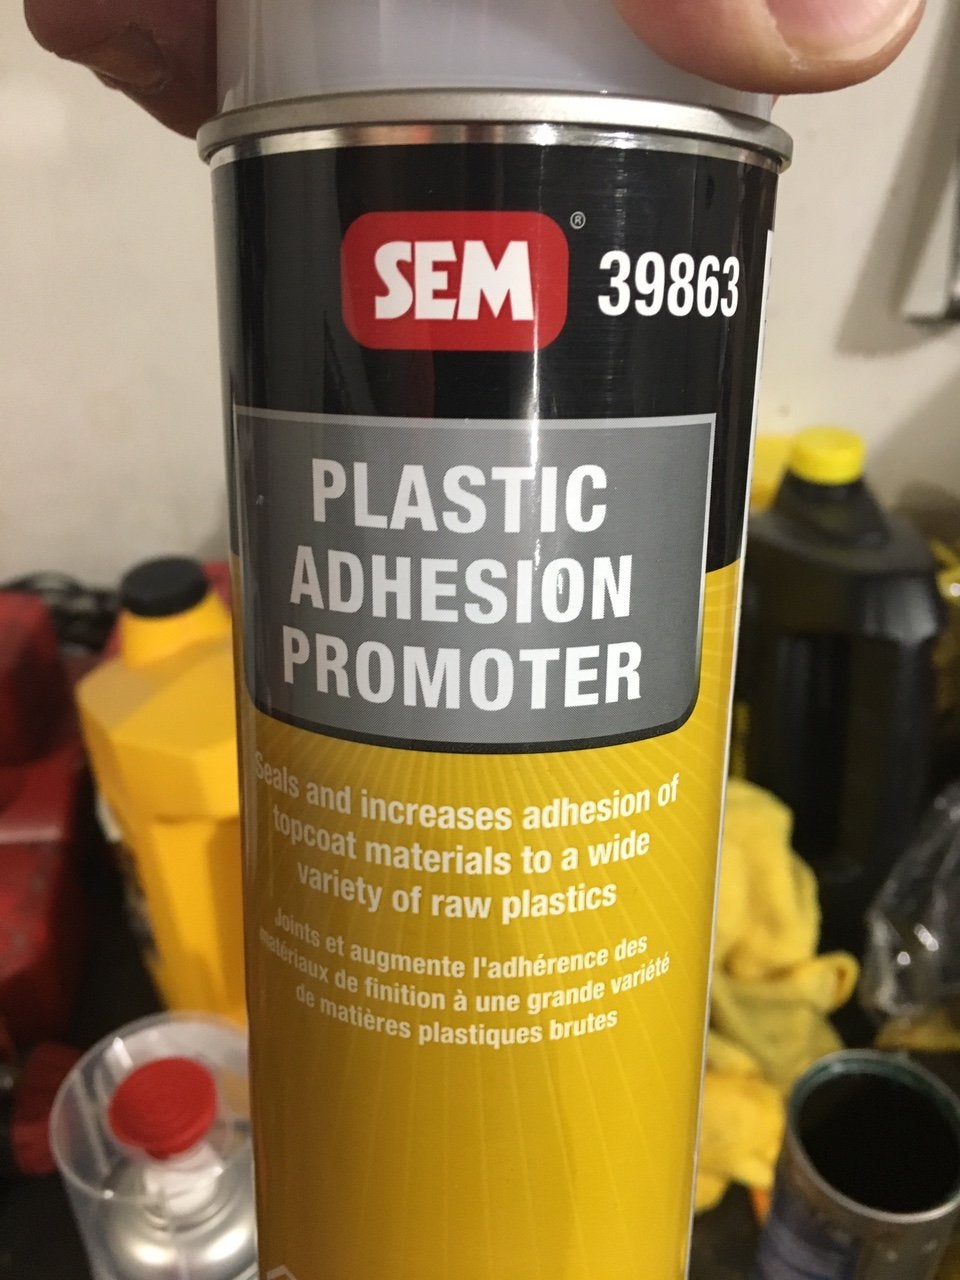 SEM®
39863
PLASTIC
ADHESION
PROMOTER
Seals and increases adhesion of
topcoat materials to a wide
variety of raw plastics
Joints et augmente l'adhérence des
matériaux de finition à une grande variété
de matières plastiques brutes